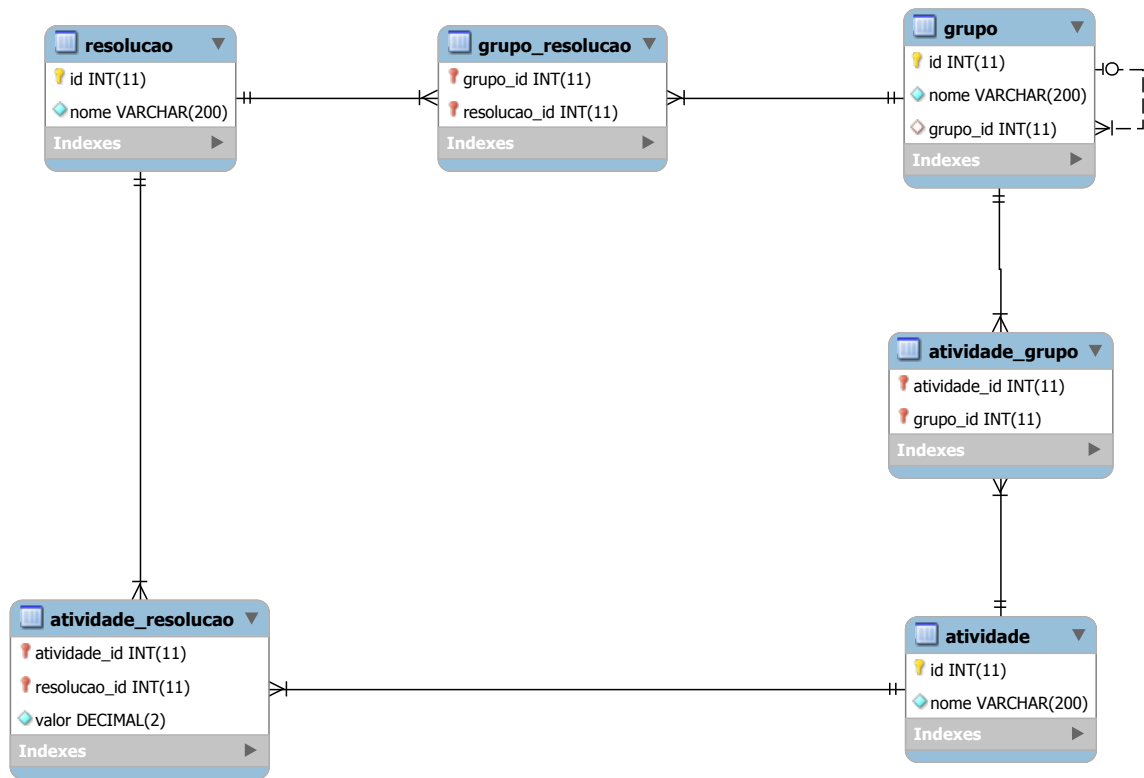 resolucao
id INT(11)
nome VARCHAR(200)
Indexes
grupo_resolucao
grupo_id INT(11)
resolucao_id INT(11)
Indexes
grupo
id INT(11)
nome VARCHAR(200)
grupo_id INT(11)
Indexes
atividade_grupo
atividade_id INT(11)
grupo_id INT(11)
Indexes
atividade_resolucao
atividade_id INT(11)
resolucao_id INT(11)
valor DECIMAL(2)
Indexes
atividade
id INT(11)
nome VARCHAR(200)
Indexes